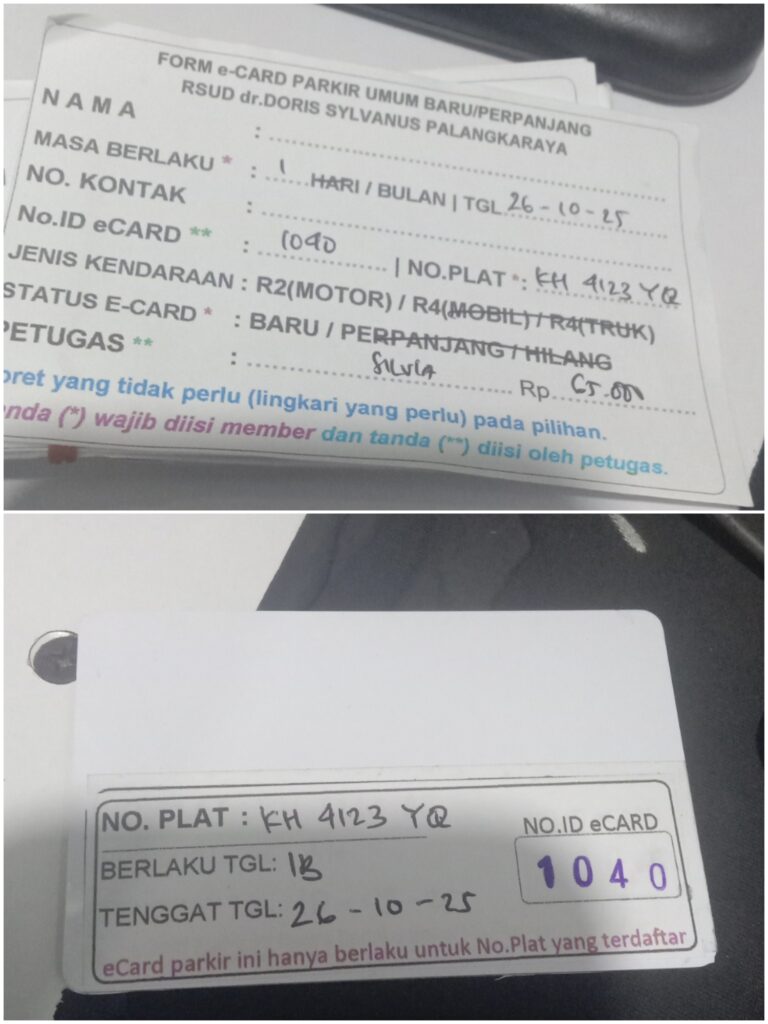 FORM e-CARD PARKIR UMUM BARU/PERPANJANG
RSUD dr.DORIS SYLVANUS PALANGKARAYA
NAMA :
MASA BERLAKU * : 1 HARI / BULAN | TGL 26-10-25
NO. KONTAK :
No.ID eCARD ** : 1040 | NO.PLAT *: KH 4123 YQ
JENIS KENDARAAN : R2(MOTOR) / R4(MOBIL) / R4(TRUK)
STATUS E-CARD * : BARU / PERPANJANG / HILANG
PETUGAS ** : SILVIA Rp. 65.000
oret yang tidak perlu (lingkari yang perlu) pada pilihan.
anda (*) wajib diisi member dan tanda (**) diisi oleh petugas.
NO. PLAT : KH 4123 YQ
NO.ID eCARD
1040
BERLAKU TGL: 1B
TENGGAT TGL: 26-10-25
eCard parkir ini hanya berlaku untuk No.Plat yang terdaftar